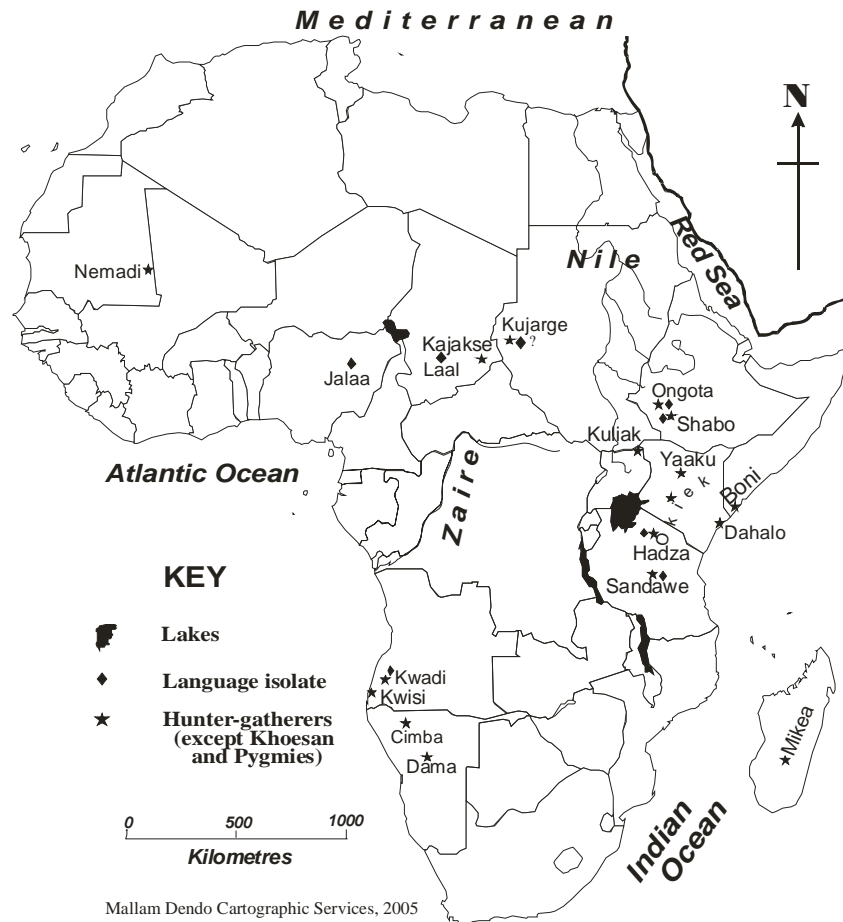 Mediterranean
N
Red Sea
Nile
Nemadi
Kujarge
?
Kajakse
Laal
Jalaa
Ongota
Shabo
Kuljak
Yaaku
Okiek
Boni
Dahalo
Atlantic Ocean
Zaire
Hadza
Sandawe
KEY
Lakes
Language isolate
Hunter-gatherers
(except Khoesan
and Pygmies)
Kwadi
Kwisi
Cimba
Dama
Mikea
Indian
Ocean
0 500 1000
Kilometres
Mallam Dendo Cartographic Services, 2005